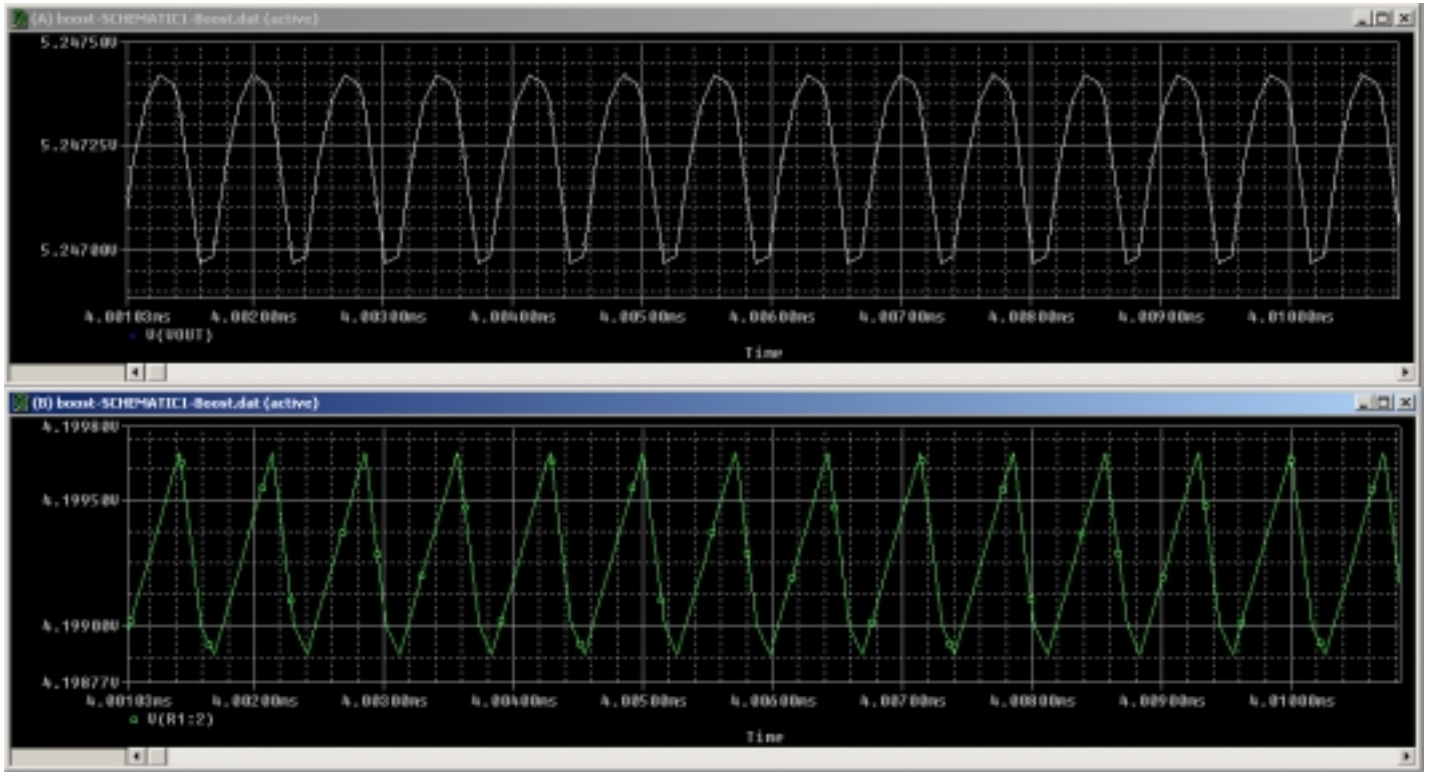 (A) boost-SCHEMATIC1-Boost.dat (active)
5.24750V
5.24725V
5.24700V
4.00103ms 4.00200ms 4.00300ms 4.00400ms 4.00500ms 4.00600ms 4.00700ms 4.00800ms 4.00900ms 4.01000ms
V(VOUT)
Time
(B) boost-SCHEMATIC1-Boost.dat (active)
4.19980V
4.19950V
4.19900V
4.19877V
4.00103ms 4.00200ms 4.00300ms 4.00400ms 4.00500ms 4.00600ms 4.00700ms 4.00800ms 4.00900ms 4.01000ms
V(R1:2)
Time